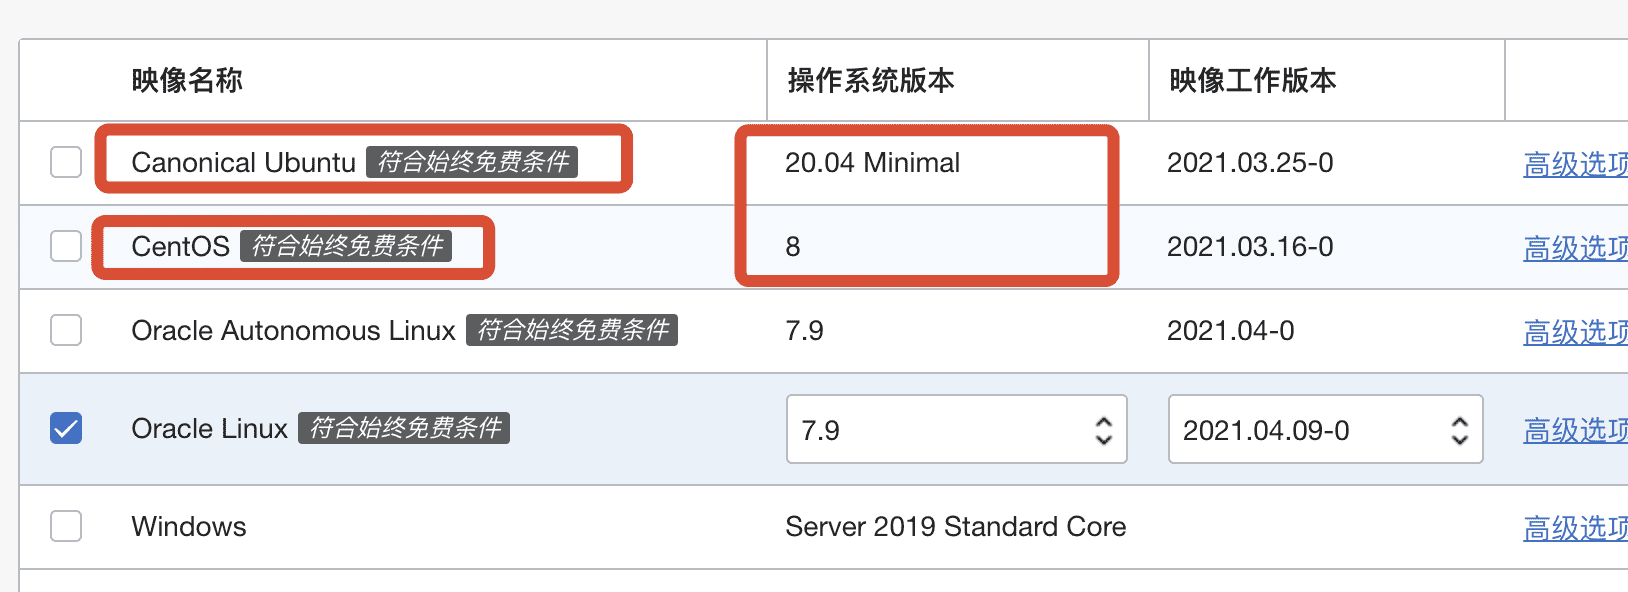 映像名称 操作系统版本 映像工作版本
Canonical Ubuntu 符合始终免费条件 20.04 Minimal 2021.03.25-0 高级选项
CentOS 符合始终免费条件 8 2021.03.16-0 高级选项
Oracle Autonomous Linux 符合始终免费条件 7.9 2021.04-0 高级选项
Oracle Linux 符合始终免费条件 7.9 2021.04.09-0 高级选项
Windows Server 2019 Standard Core 高级选项